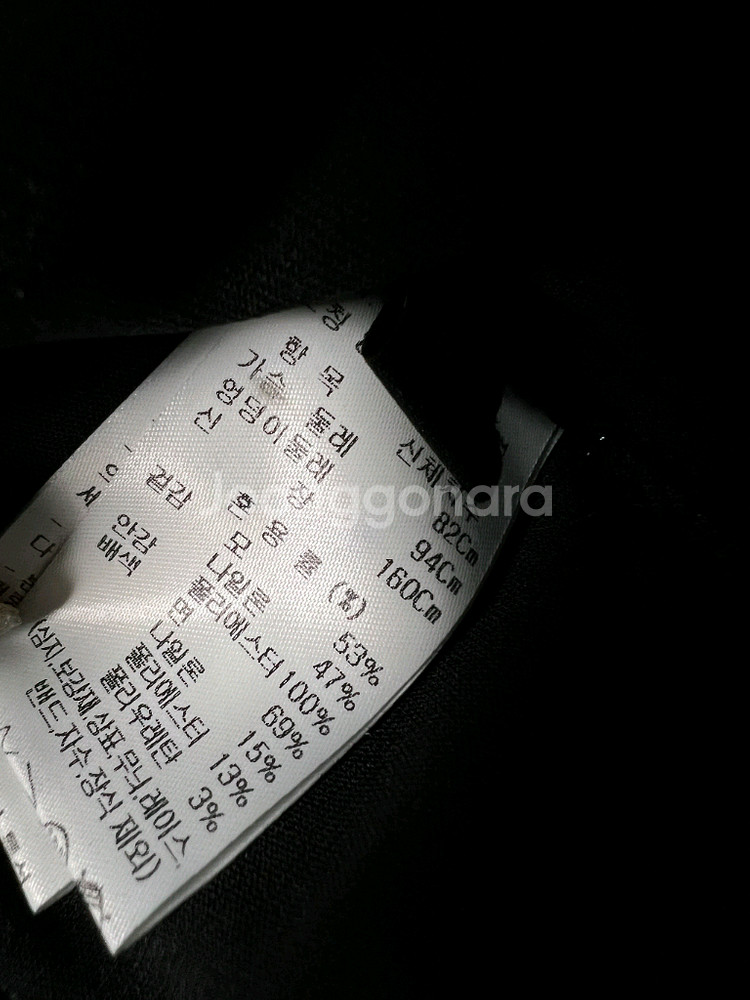 항 목 신체치수
가슴 둘레 82Cm
엉덩이둘레 94Cm
신 장 160Cm
혼 용 률 (%)
겉감 모 53%
나일론 47%
안감 폴리에스터 100%
배색 면 69%
나일론 15%
폴리에스터 13%
폴리우레탄 3%
(심지,보강재,상표,무늬,레이스,
밴드,자수,장식 제외)
Joonggonara